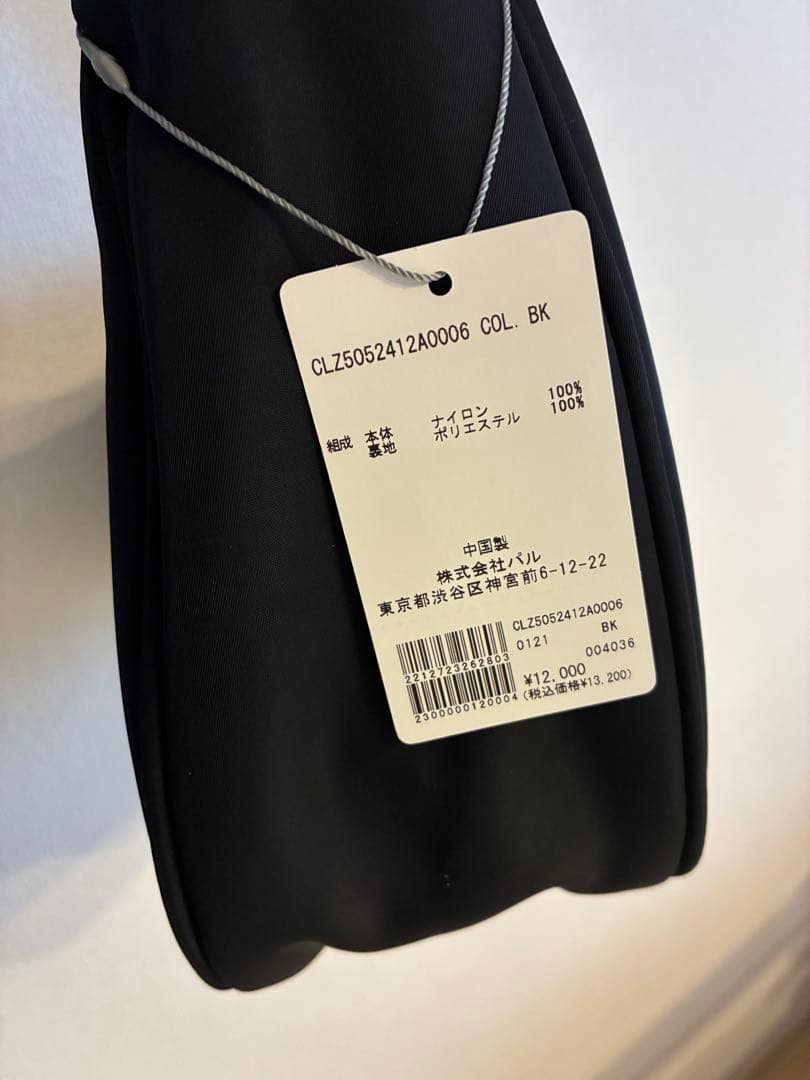 CLZ5052412A0006 COL. BK
組成 本体 ナイロン 100%
裏地 ポリエステル 100%
中国製
株式会社パル
東京都渋谷区神宮前6-12-22
CLZ5052412A0006
0121 BK
2212723262803 004036
¥12,000
2300000120004 (税込価格¥13,200)